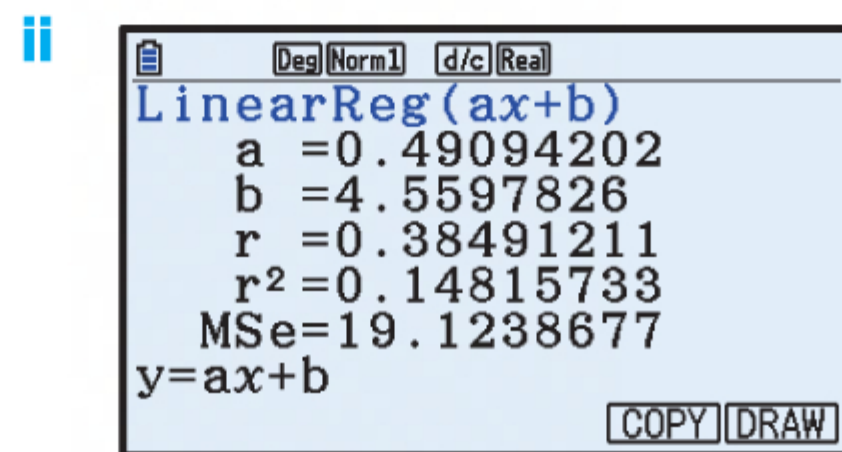 ii
Deg Norm1 d/c Real
LinearReg(ax+b)
a =0.49094202
b =4.5597826
r =0.38491211
r²=0.14815733
MSe=19.1238677
y=ax+b
COPY DRAW